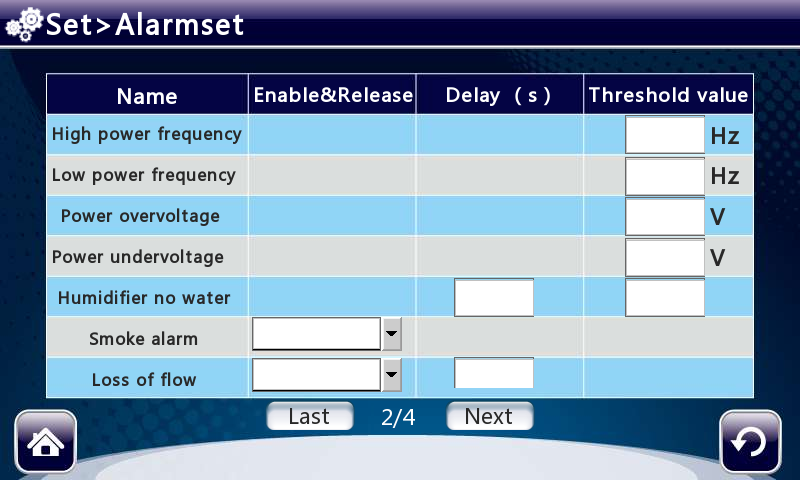 Set>Alarmset
Name Enable&Release Delay ( s ) Threshold value
High power frequency Hz
Low power frequency Hz
Power overvoltage V
Power undervoltage V
Humidifier no water
Smoke alarm
Loss of flow
Last 2/4 Next